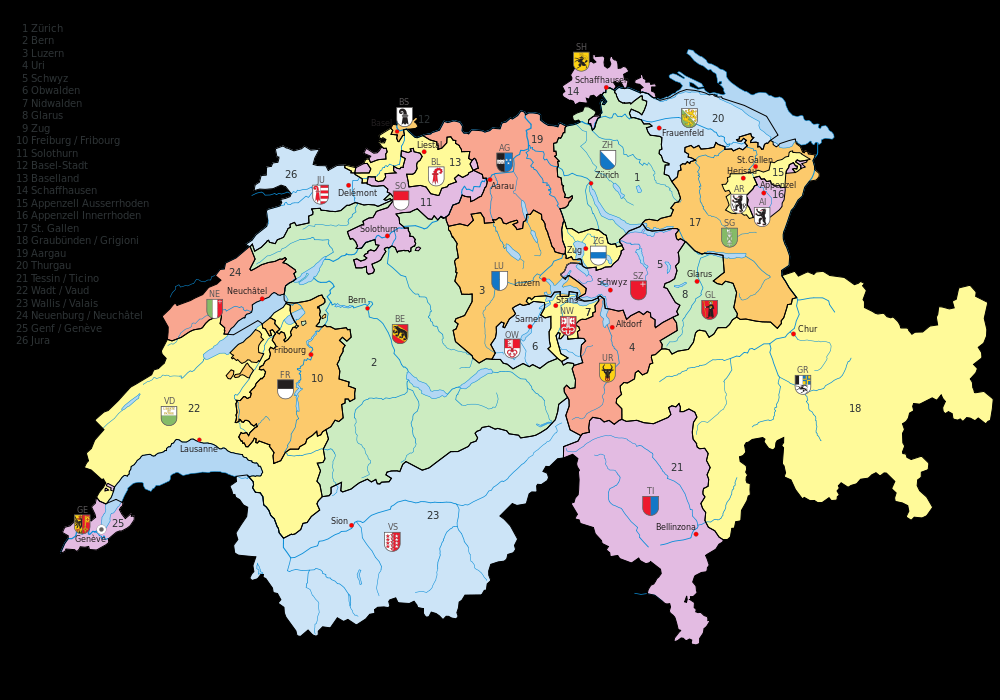 1 Zürich
2 Bern
3 Luzern
4 Uri
5 Schwyz
6 Obwalden
7 Nidwalden
8 Glarus
9 Zug
10 Freiburg / Fribourg
11 Solothurn
12 Basel-Stadt
13 Baselland
14 Schaffhausen
15 Appenzell Ausserrhoden
16 Appenzell Innerrhoden
17 St. Gallen
18 Graubünden / Grigioni
19 Aargau
20 Thurgau
21 Tessin / Ticino
22 Wadt / Vaud
23 Wallis / Valais
24 Neuenburg / Neuchâtel
25 Genf / Genève
26 Jura
SH
Schaffhausen
14
BS
Basel
12
TG
20
Frauenfeld
Liestal
BL
13
AG
19
Aarau
ZH
Zürich
1
St.Gallen
Herisau
15
AR
Appenzel
16
AI
17
SG
26
JU
Delémont
SO
11
Solothurn
Zug
ZG
LU
Luzern
3
Schwyz
SZ
5
Glarus
8
GL
24
Neuchâtel
NE
Bern
BE
2
Stans
7
NW
Sarnen
OW
6
Altdorf
4
UR
Chur
GR
18
Fribourg
FR
10
VD
22
Lausanne
GE
25
Genève
Sion
VS
23
21
TI
Bellinzona